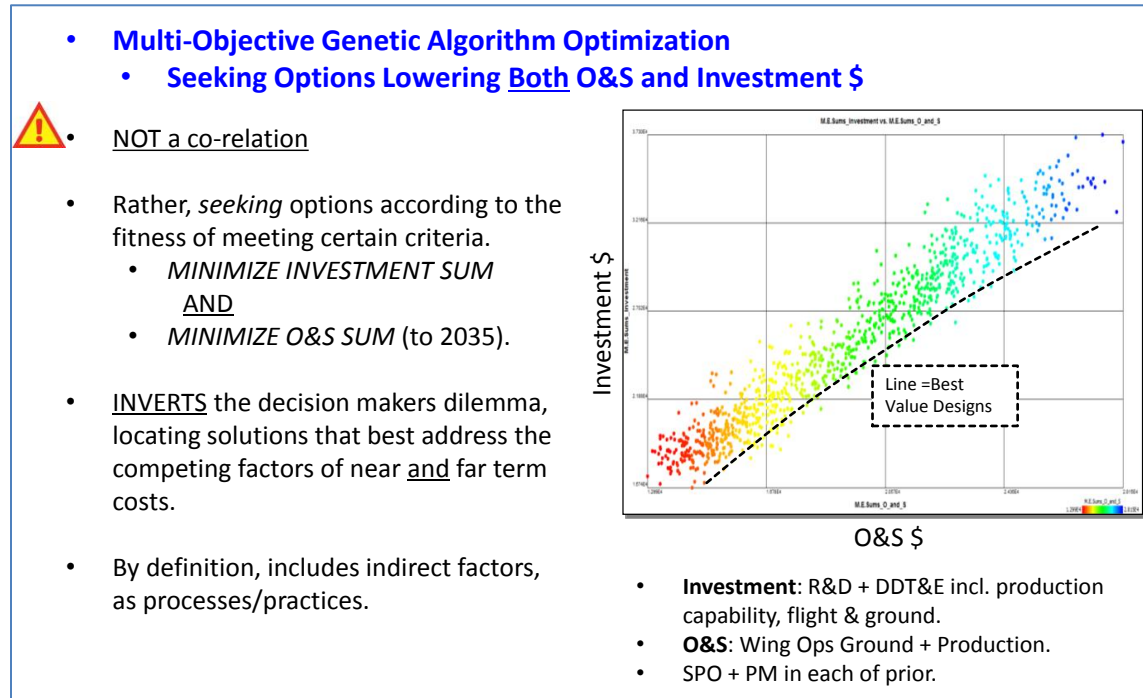 • Multi-Objective Genetic Algorithm Optimization
• Seeking Options Lowering Both O&S and Investment $
• NOT a co-relation
• Rather, seeking options according to the
fitness of meeting certain criteria.
• MINIMIZE INVESTMENT SUM
AND
• MINIMIZE O&S SUM (to 2035).
• INVERTS the decision makers dilemma,
locating solutions that best address the
competing factors of near and far term
costs.
• By definition, includes indirect factors,
as processes/practices.
M.E.Sums_Investment vs. M.E.Sums_O_and_S
Investment $
M.E.Sums_Investment
Line =Best
Value Designs
M.E.Sums_O_and_S
O&S $
• Investment: R&D + DDT&E incl. production
capability, flight & ground.
• O&S: Wing Ops Ground + Production.
• SPO + PM in each of prior.